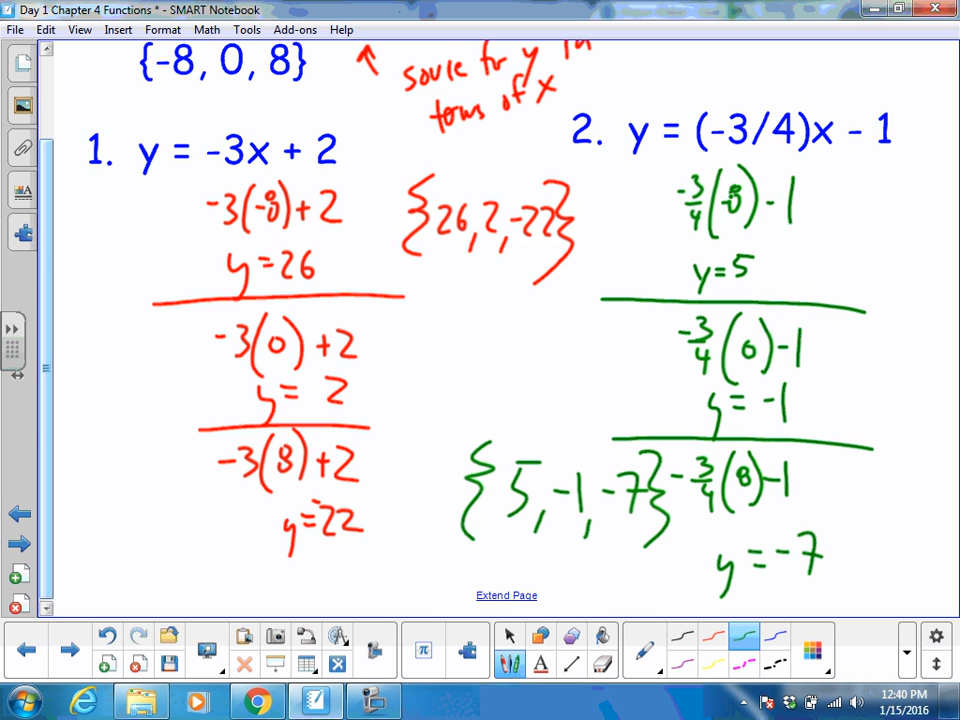 Day 1 Chapter 4 Functions * - SMART Notebook
File Edit View Insert Format Math Tools Add-ons Help
{-8, 0, 8}
solve for y in
terms of x
1. y = -3x + 2
-3(-8) + 2
y = 26
{26, 2, -22}
-3(0) + 2
y = 2
-3(8) + 2
y = -22
2. y = (-3/4)x - 1
-3/4(-8) - 1
y = 5
-3/4(0) - 1
y = -1
{5, -1, -7}
-3/4(8) - 1
y = -7
Extend Page
12:40 PM
1/15/2016